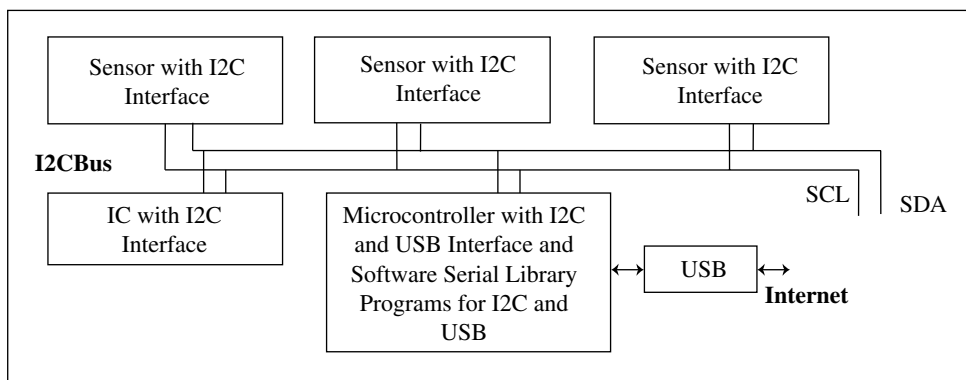 Sensor with I2C
Interface
Sensor with I2C
Interface
Sensor with I2C
Interface
I2CBus
SCL
SDA
IC with I2C
Interface
Microcontroller with I2C
and USB Interface and
Software Serial Library
Programs for I2C and
USB
USB
Internet